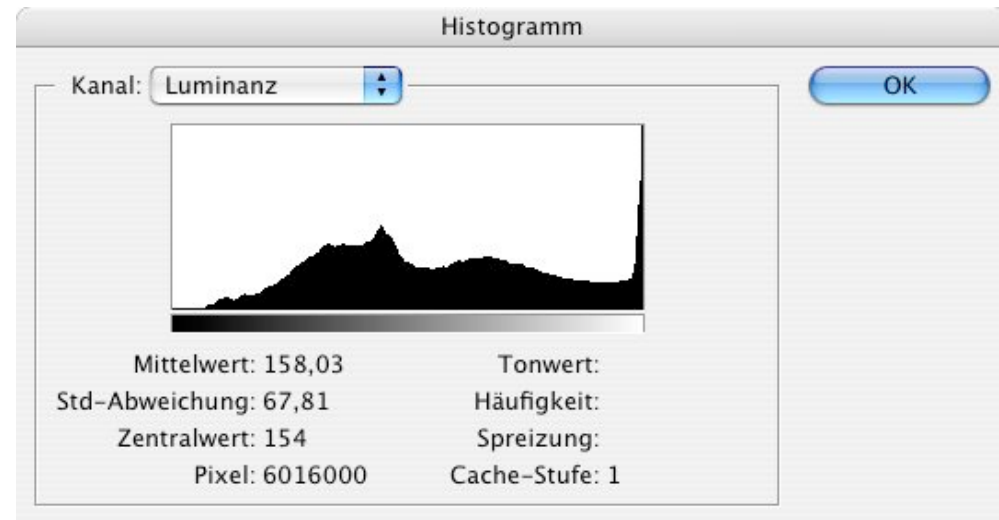 Histogramm
Kanal: Luminanz
OK
Mittelwert: 158,03
Tonwert:
Std-Abweichung: 67,81
Häufigkeit:
Zentralwert: 154
Spreizung:
Pixel: 6016000
Cache-Stufe: 1